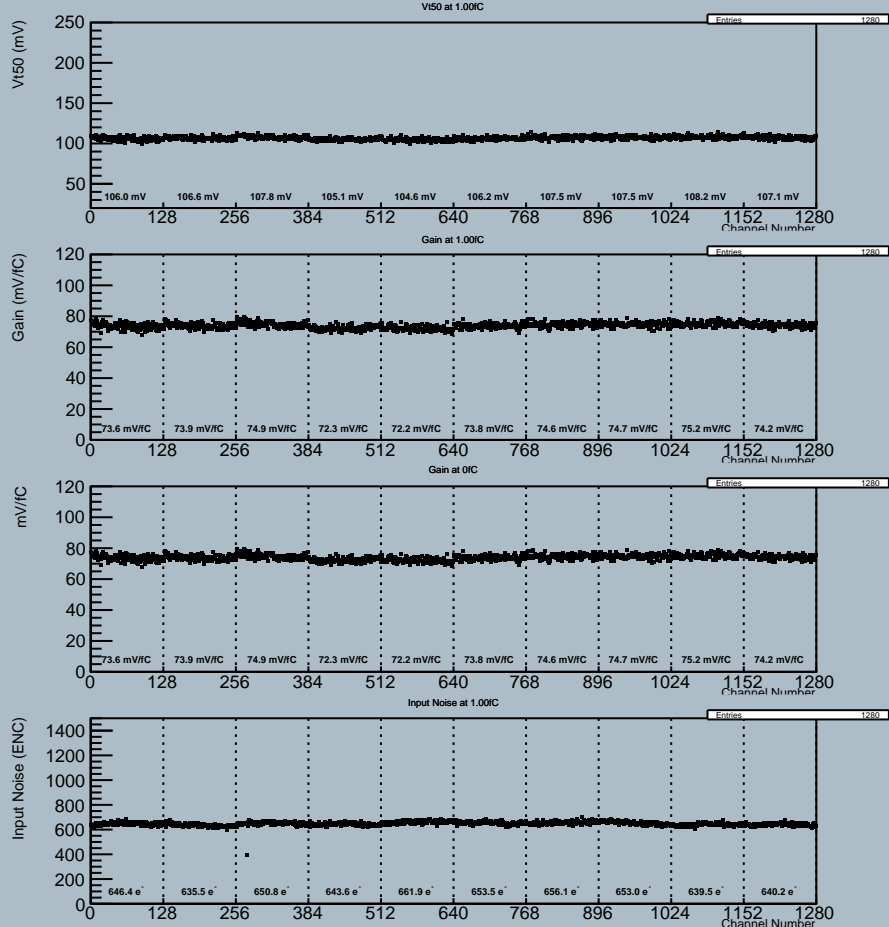 Vt50 at 1.00fC
Entries 1280
Vt50 (mV)
250
200
150
100
50
106.0 mV 106.6 mV 107.8 mV 105.1 mV 104.6 mV 106.2 mV 107.5 mV 107.5 mV 108.2 mV 107.1 mV
0 128 256 384 512 640 768 896 1024 1152 1280
Channel Number
Gain at 1.00fC
Entries 1280
Gain (mV/fC)
120
100
80
60
40
20
0
73.6 mV/fC 73.9 mV/fC 74.9 mV/fC 72.3 mV/fC 72.2 mV/fC 73.8 mV/fC 74.6 mV/fC 74.7 mV/fC 75.2 mV/fC 74.2 mV/fC
0 128 256 384 512 640 768 896 1024 1152 1280
Channel Number
Gain at 0fC
Entries 1280
mV/fC
120
100
80
60
40
20
0
73.6 mV/fC 73.9 mV/fC 74.9 mV/fC 72.3 mV/fC 72.2 mV/fC 73.8 mV/fC 74.6 mV/fC 74.7 mV/fC 75.2 mV/fC 74.2 mV/fC
0 128 256 384 512 640 768 896 1024 1152 1280
Channel Number
Input Noise at 1.00fC
Entries 1280
Input Noise (ENC)
1400
1200
1000
800
600
400
200
0
646.4 e⁻ 635.5 e⁻ 650.8 e⁻ 643.6 e⁻ 661.9 e⁻ 653.5 e⁻ 656.1 e⁻ 653.0 e⁻ 639.5 e⁻ 640.2 e⁻
0 128 256 384 512 640 768 896 1024 1152 1280
Channel Number